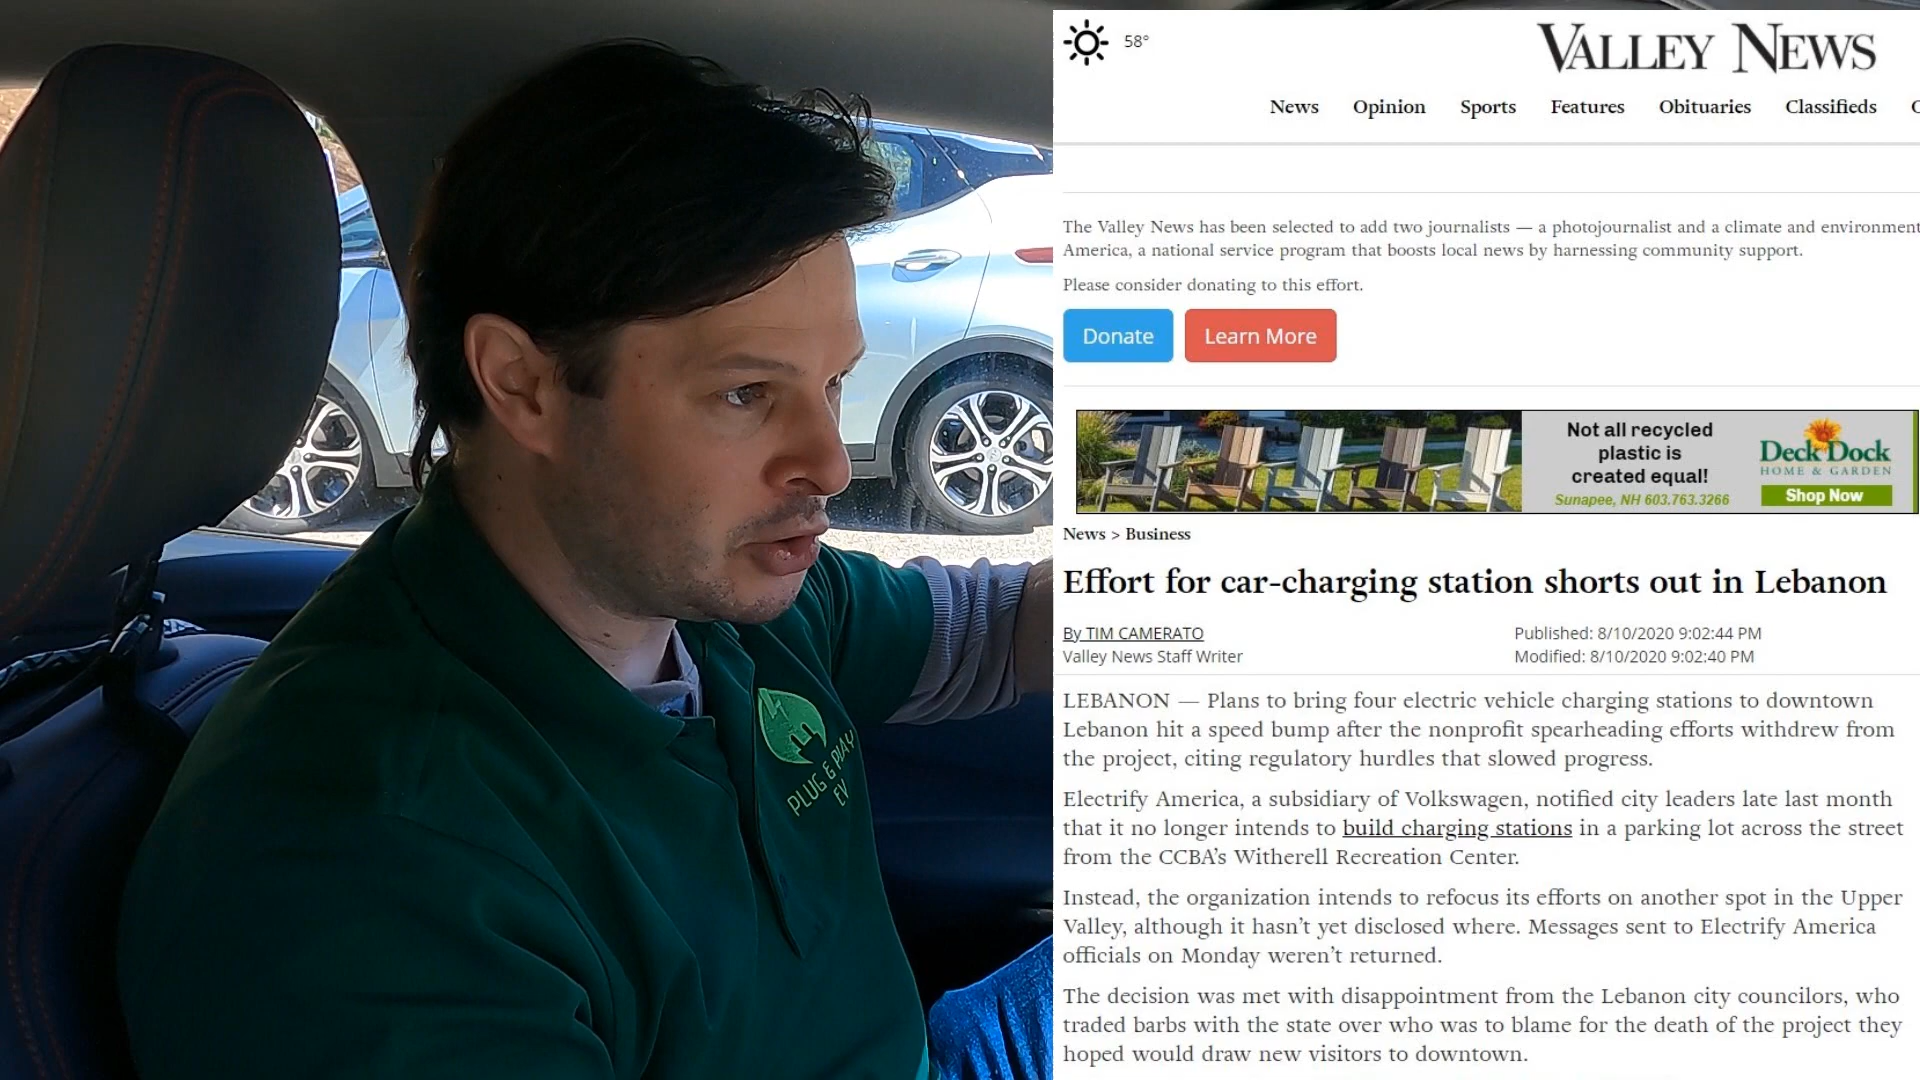 PLUG & PLAY
EV
58°
VALLEY NEWS
News Opinion Sports Features Obituaries Classifieds
The Valley News has been selected to add two journalists — a photojournalist and a climate and environment
America, a national service program that boosts local news by harnessing community support.
Please consider donating to this effort.
Donate Learn More
Not all recycled
plastic is
created equal!
Sunapee, NH 603.763.3266
Deck Dock
HOME & GARDEN
Shop Now
News > Business
Effort for car-charging station shorts out in Lebanon
By TIM CAMERATO
Valley News Staff Writer
Published: 8/10/2020 9:02:44 PM
Modified: 8/10/2020 9:02:40 PM
LEBANON — Plans to bring four electric vehicle charging stations to downtown
Lebanon hit a speed bump after the nonprofit spearheading efforts withdrew from
the project, citing regulatory hurdles that slowed progress.
Electrify America, a subsidiary of Volkswagen, notified city leaders late last month
that it no longer intends to build charging stations in a parking lot across the street
from the CCBA’s Witherell Recreation Center.
Instead, the organization intends to refocus its efforts on another spot in the Upper
Valley, although it hasn’t yet disclosed where. Messages sent to Electrify America
officials on Monday weren’t returned.
The decision was met with disappointment from the Lebanon city councilors, who
traded barbs with the state over who was to blame for the death of the project they
hoped would draw new visitors to downtown.